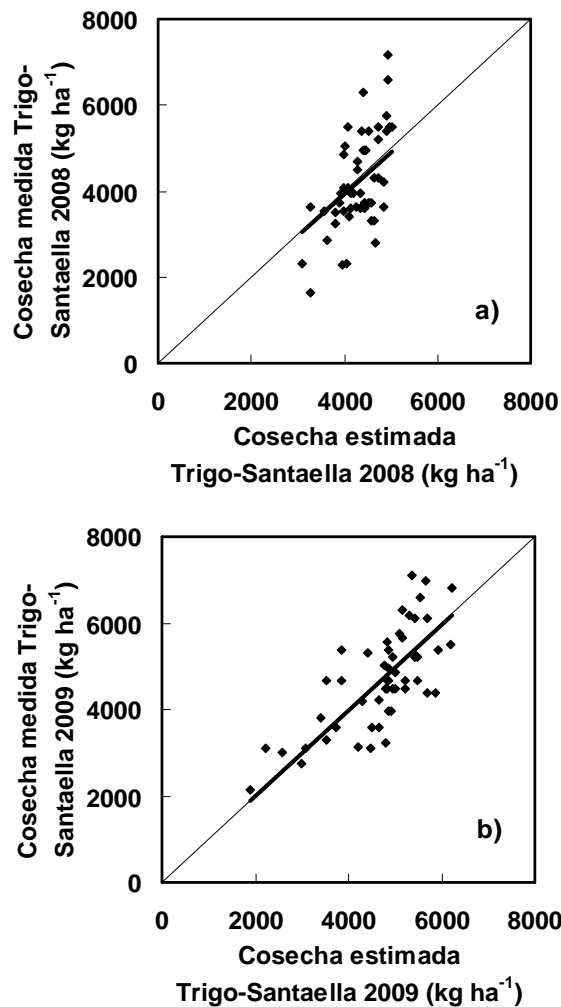 8000
6000
4000
2000
0
Cosecha medida Trigo-
Santaella 2008 (kg ha⁻¹)
a)
0 2000 4000 6000 8000
Cosecha estimada
Trigo-Santaella 2008 (kg ha⁻¹)
8000
6000
4000
2000
0
Cosecha medida Trigo-
Santaella 2009 (kg ha⁻¹)
b)
0 2000 4000 6000 8000
Cosecha estimada
Trigo-Santaella 2009 (kg ha⁻¹)